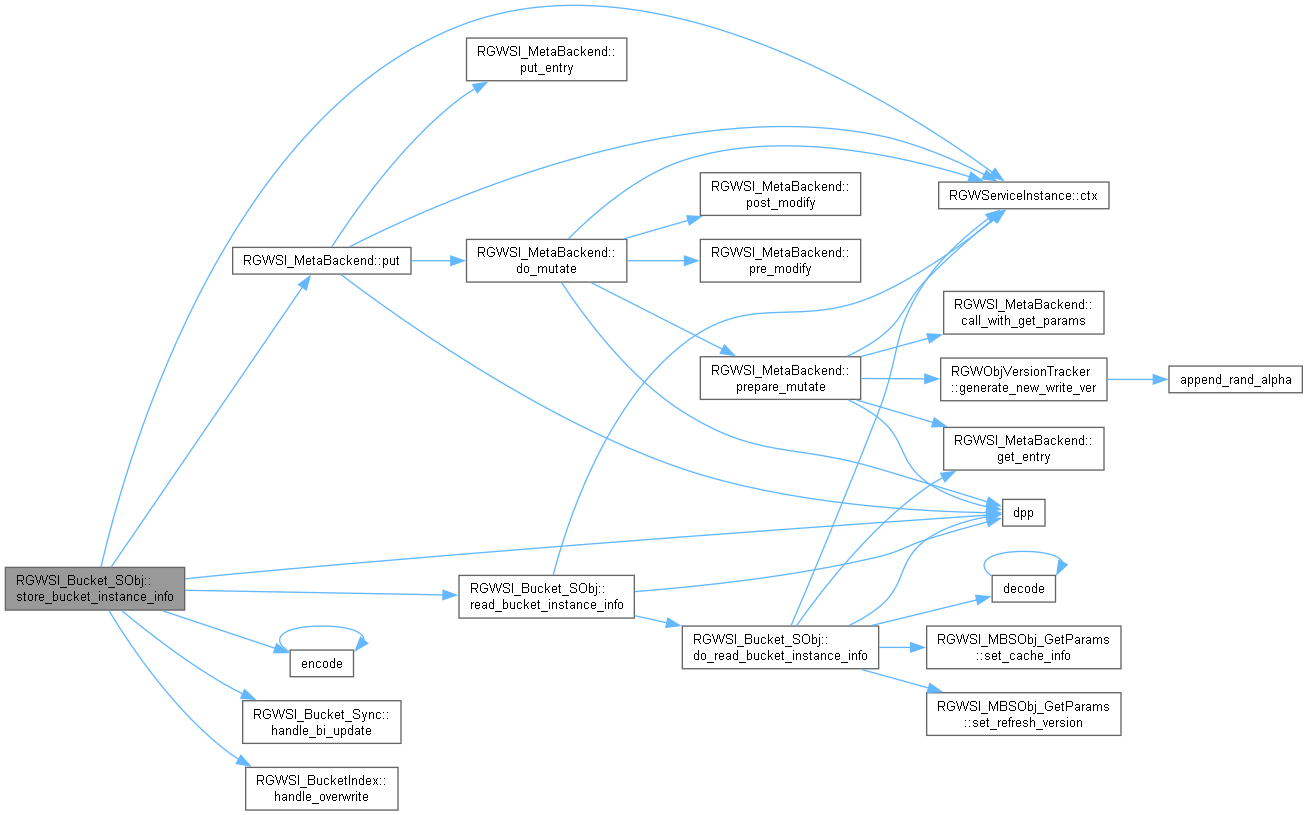 RGWSI_MetaBackend::
put_entry
RGWSI_MetaBackend::
post_modify
RGWServiceInstance::ctx
RGWSI_MetaBackend::put
RGWSI_MetaBackend::
do_mutate
RGWSI_MetaBackend::
pre_modify
RGWSI_MetaBackend::
call_with_get_params
RGWSI_MetaBackend::
prepare_mutate
RGWObjVersionTracker
::generate_new_write_ver
append_rand_alpha
RGWSI_MetaBackend::
get_entry
dpp
RGWSI_Bucket_SObj::
store_bucket_instance_info
RGWSI_Bucket_SObj::
read_bucket_instance_info
decode
RGWSI_Bucket_SObj::
do_read_bucket_instance_info
RGWSI_MBSObj_GetParams
::set_cache_info
encode
RGWSI_Bucket_Sync::
handle_bi_update
RGWSI_MBSObj_GetParams
::set_refresh_version
RGWSI_BucketIndex::
handle_overwrite